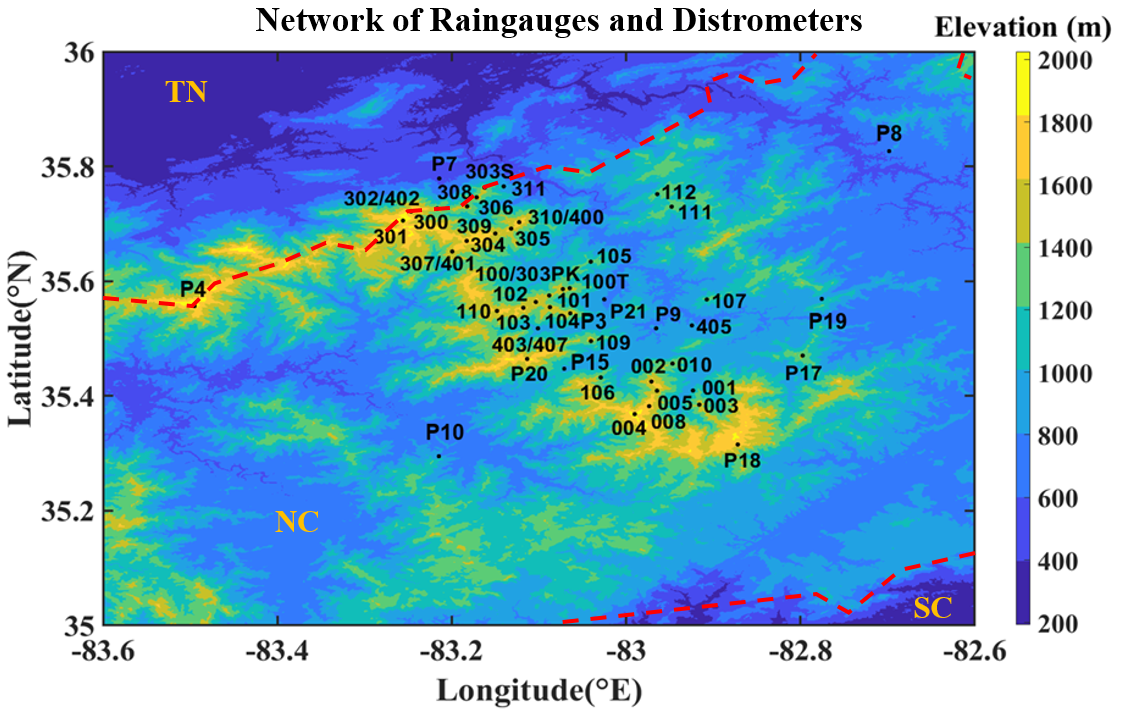 Network of Raingauges and Distrometers
Elevation (m)
36
2000
TN
1800
P8
35.8
P7
303S
1600
302/402
308
311
112
306
111
300
310/400
309
301
304
305
1400
307/401
105
35.6
100/303PK
100T
P4
102
101
107
1200
110
P21
P9
P19
103
104
P3
405
403/407
109
1000
P20
P15
002
010
P17
35.4
106
001
005
003
004
008
800
P10
P18
600
35.2
NC
400
SC
35
200
-83.6
-83.4
-83.2
-83
-82.8
-82.6
Latitude(°N)
Longitude(°E)